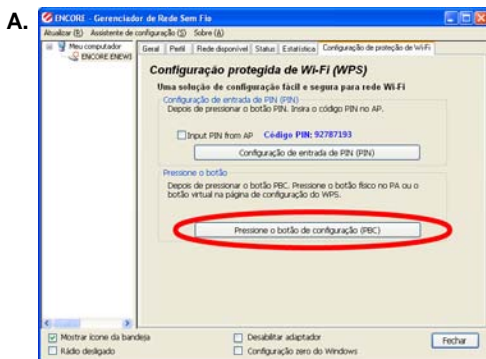 A.
ENCORE - Gerenciador de Rede Sem Fio
Atualizar (R) Assistente de configuração (S) Sobre (A)
Meu computador
ENCORE ENEWI
Geral Perfil Rede disponível Status Estatística Configuração de proteção de Wi-Fi
Configuração protegida de Wi-Fi (WPS)
Uma solução de configuração fácil e segura para rede Wi-Fi
Configuração de entrada de PIN (PIN)
Depois de pressionar o botão PIN. Insira o código PIN no AP.
Input PIN from AP Código PIN: 92787193
Configuração de entrada de PIN (PIN)
Pressione o botão
Depois de pressionar o botão PBC. Pressione o botão físico no PA ou o
botão virtual na página de configuração do WPS.
Pressione o botão de configuração (PBC)
Mostrar ícone da bandeja
Desabilitar adaptador
Fechar
Rádio desligado
Configuração zero do Windows